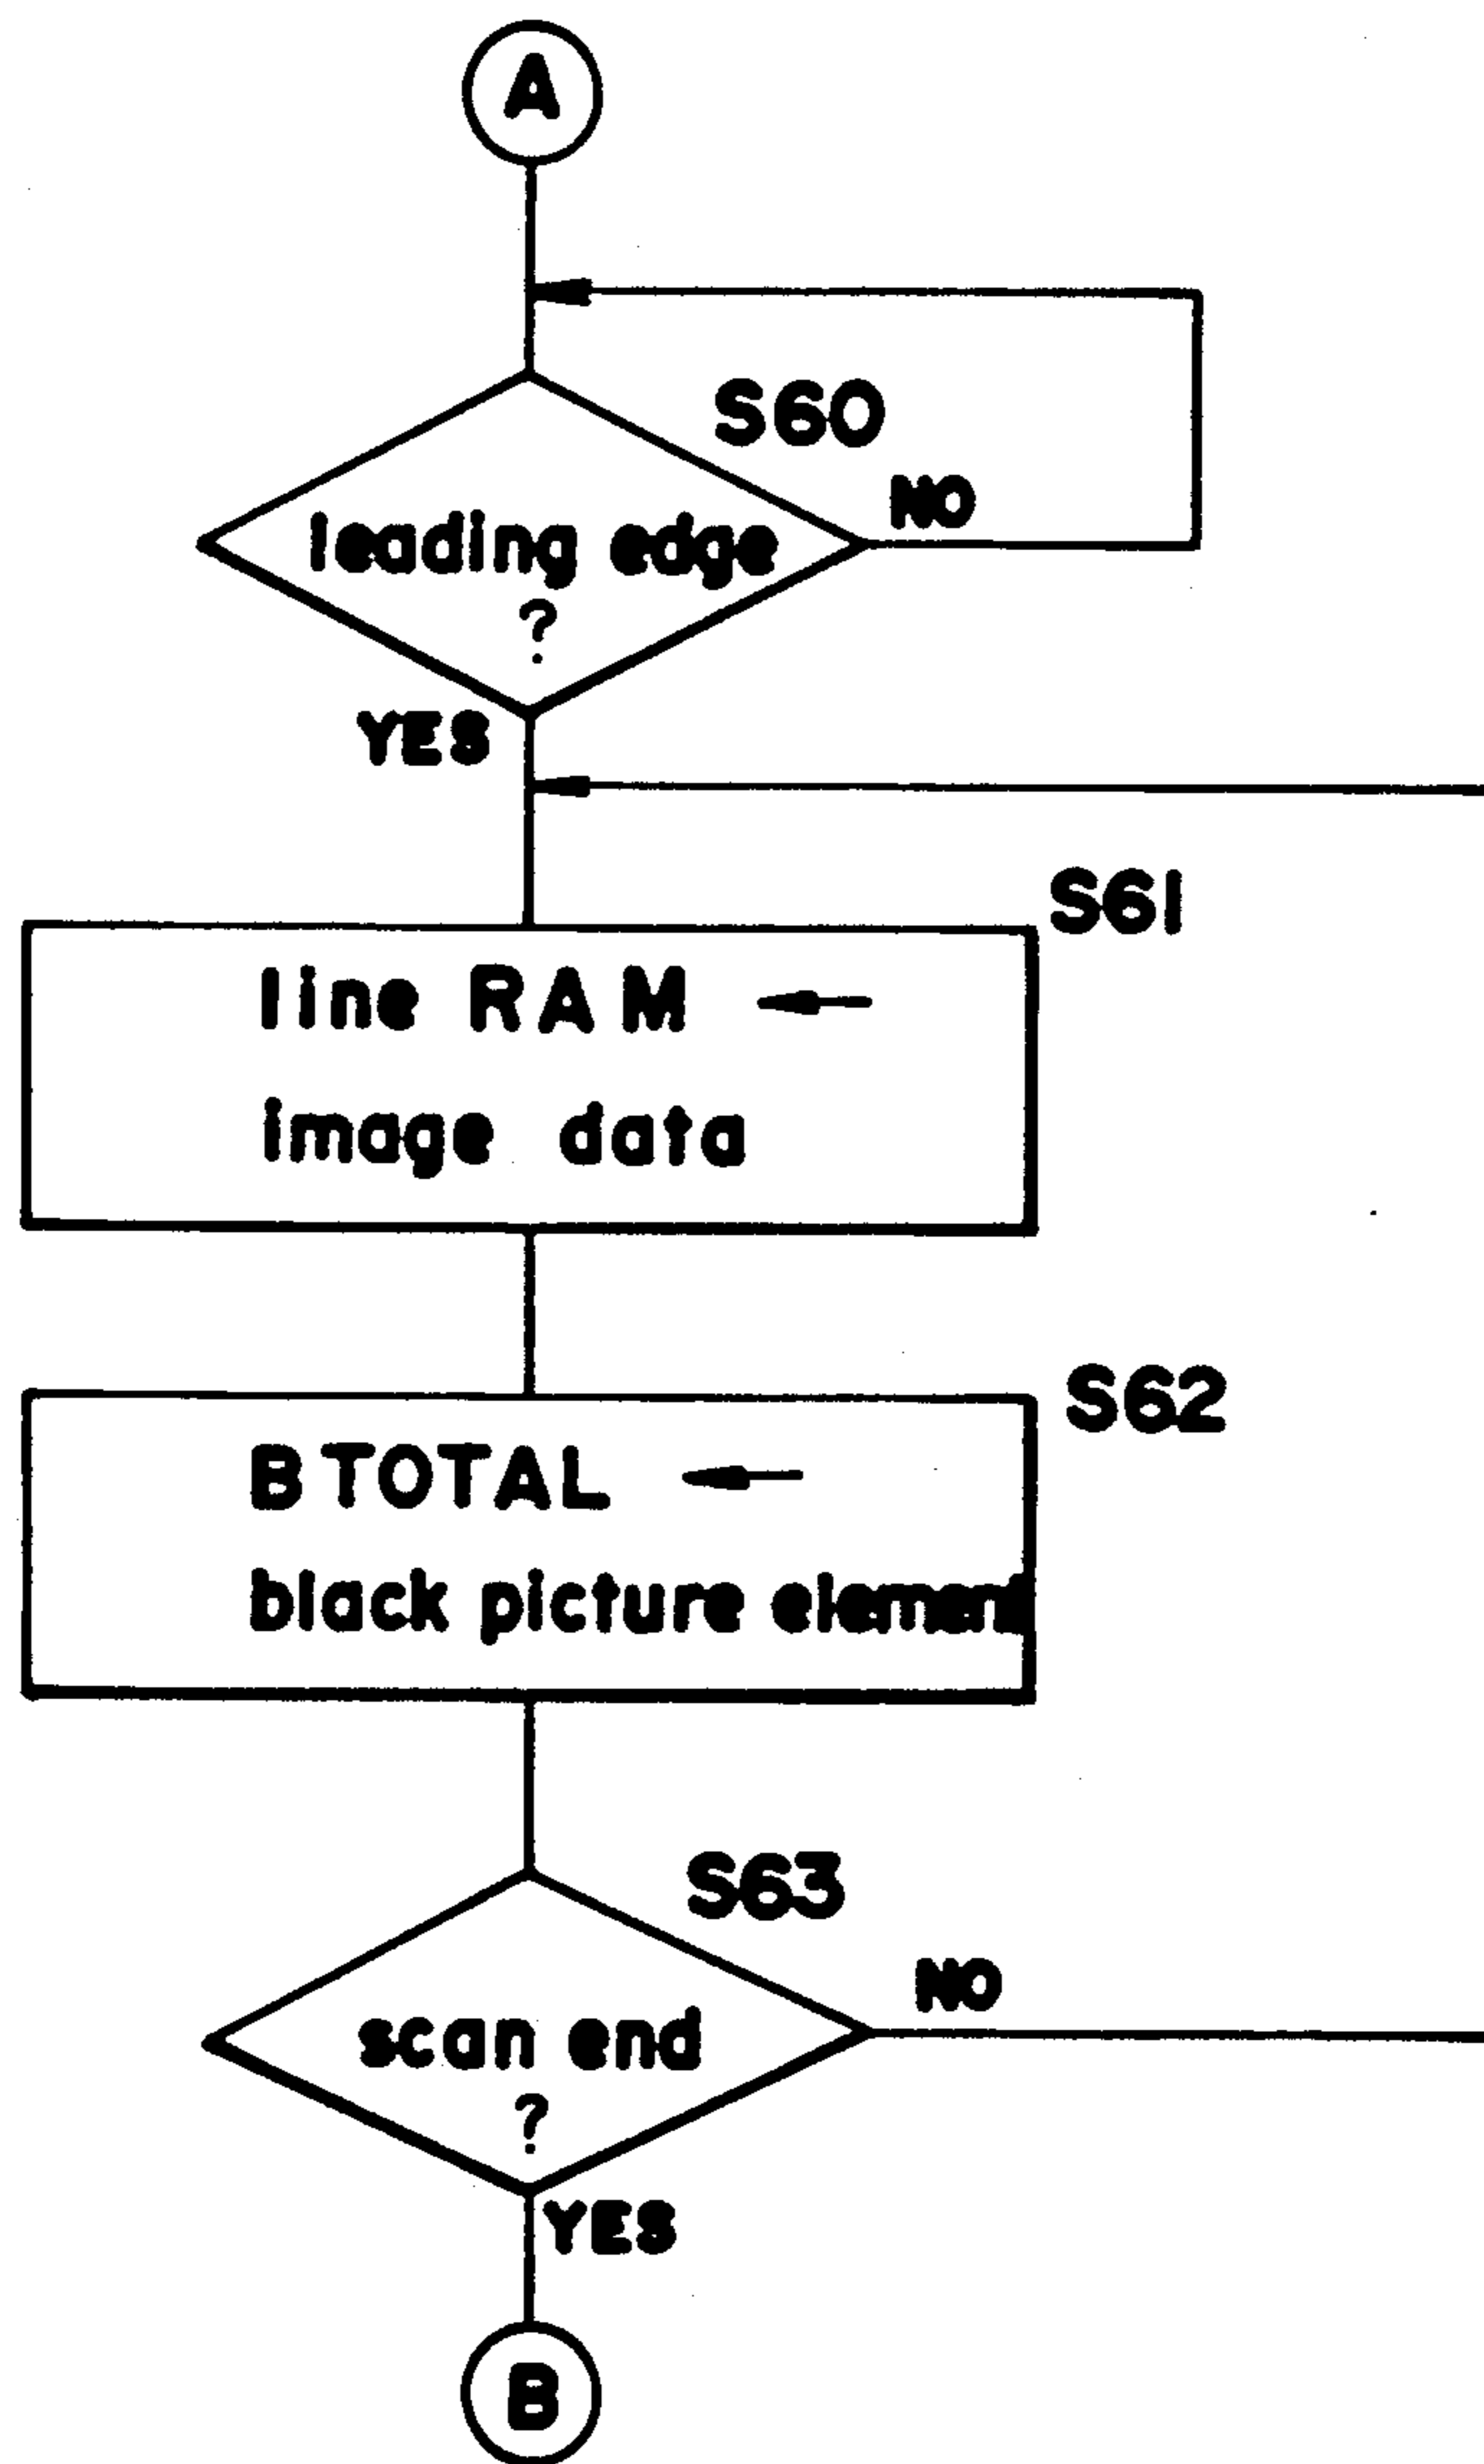 A
S60
NO
leading edge
?
YES
S61
line RAM ←
image data
S62
BTOTAL ←
black picture element
S63
NO
scan end
?
YES
B